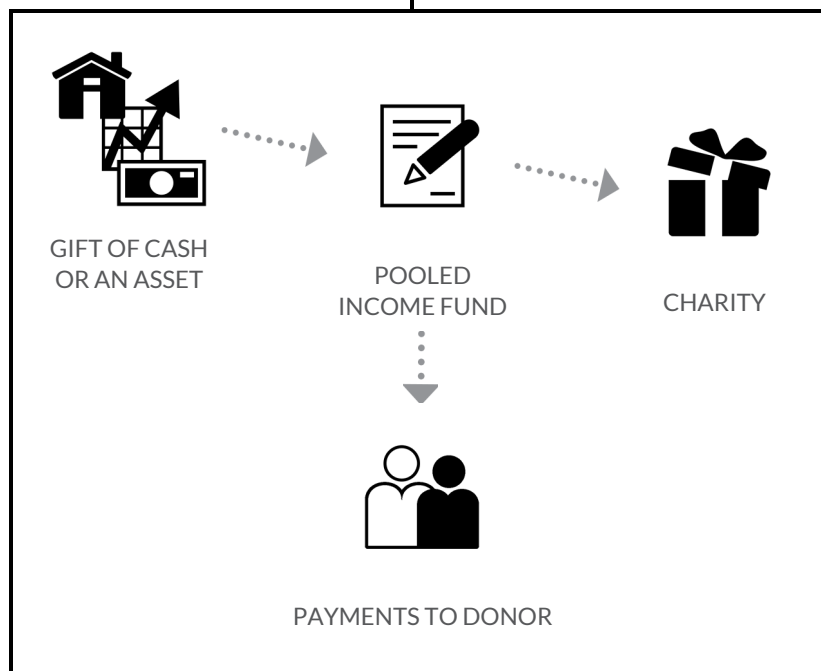 GIFT OF CASH
OR AN ASSET
POOLED
INCOME FUND
CHARITY
PAYMENTS TO DONOR